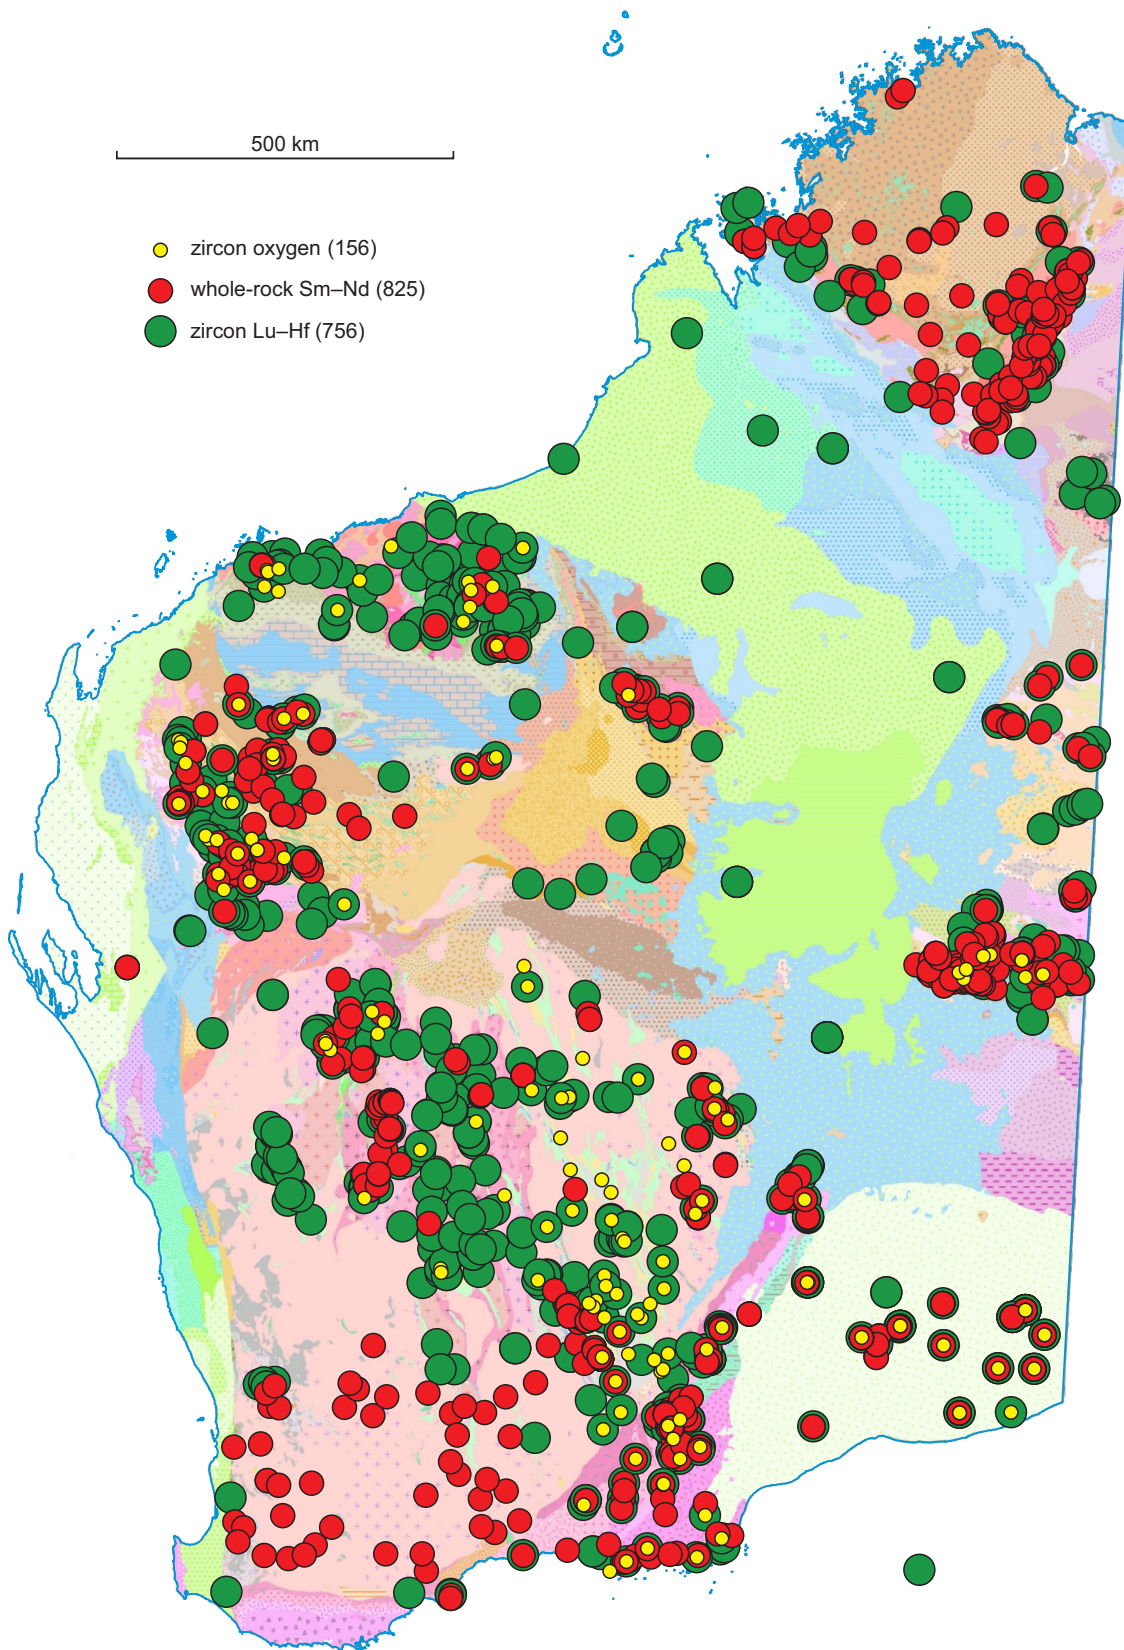 500 km
zircon oxygen (156)
whole-rock Sm–Nd (825)
zircon Lu–Hf (756)